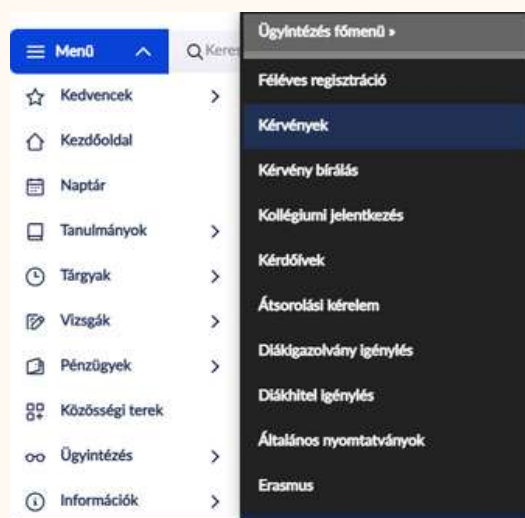 Menü
Keres
Kedvencek
Kezdőoldal
Naptár
Tanulmányok
Tárgyak
Vizsgák
Pénzügyek
Közösségi terek
Ügyintézés
Információk
Ügyintézés főmenü »
Féléves regisztráció
Kérvények
Kérvény bírálás
Kollégiumi jelentkezés
Kérdőívek
Átsorolási kérelem
Diákigazolvány igénylés
Diákhitel igénylés
Általános nyomtatványok
Erasmus